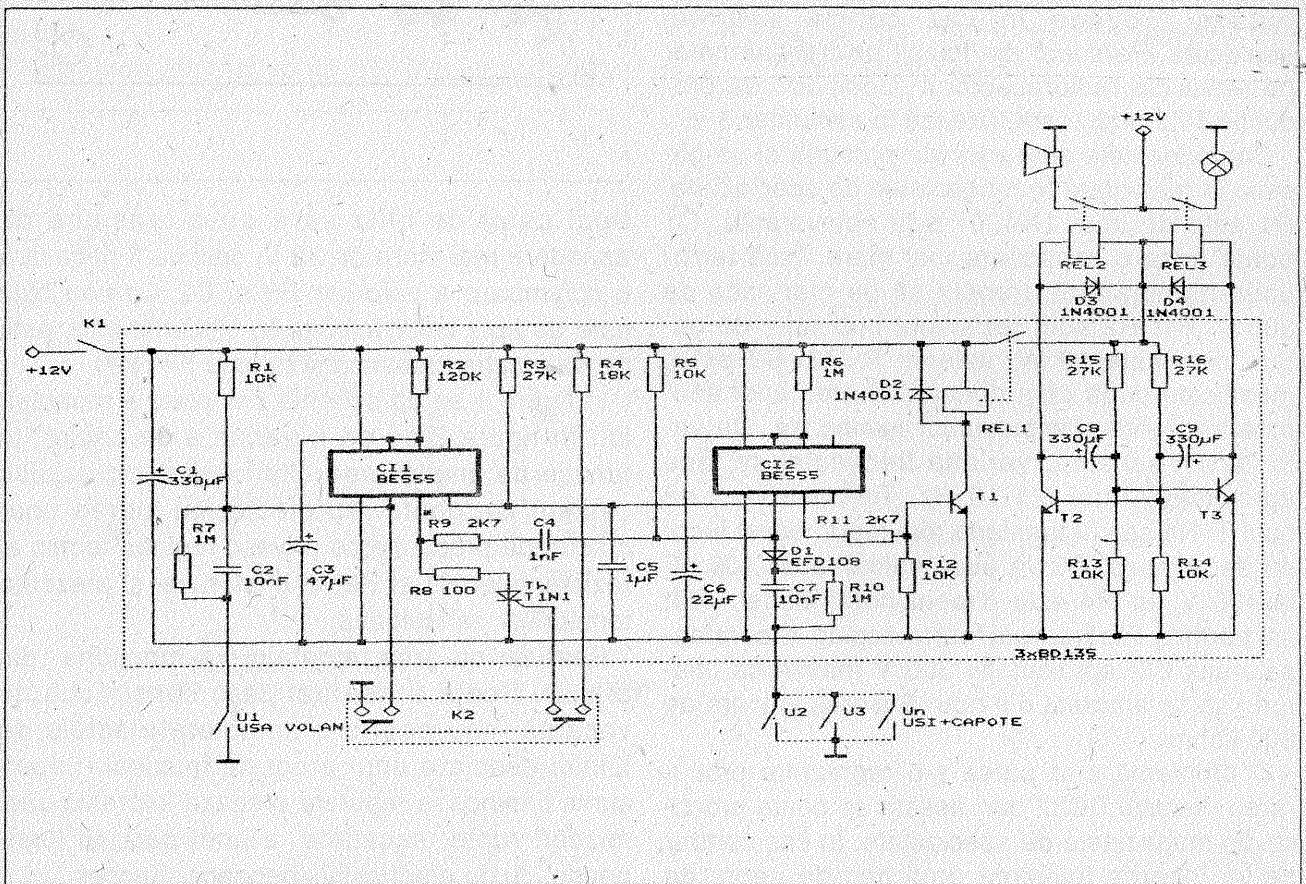 +12V
REL2
REL3
D3
1N4001
D4
1N4001
K1
+12V
R1
10K
R2
120K
R3
27K
R4
18K
R5
10K
R6
1M
D2
1N4001
REL1
R15
27K
R16
27K
C8
330µF
C9
330µF
C1
330µF
CI1
BE555
CI2
BE555
T1
T2
T3
R7
1M
C2
10nF
C3
47µF
R9 2K7
C4
1nF
R8 100
Th
T1N1
C5
1µF
C6
22µF
D1
EFD108
C7
10nF
R10
1M
R11 2K7
R12
10K
R13
10K
R14
10K
3xBD135
U1
USA VOLAN
K2
U2
U3
Un
USI+CAPOTE